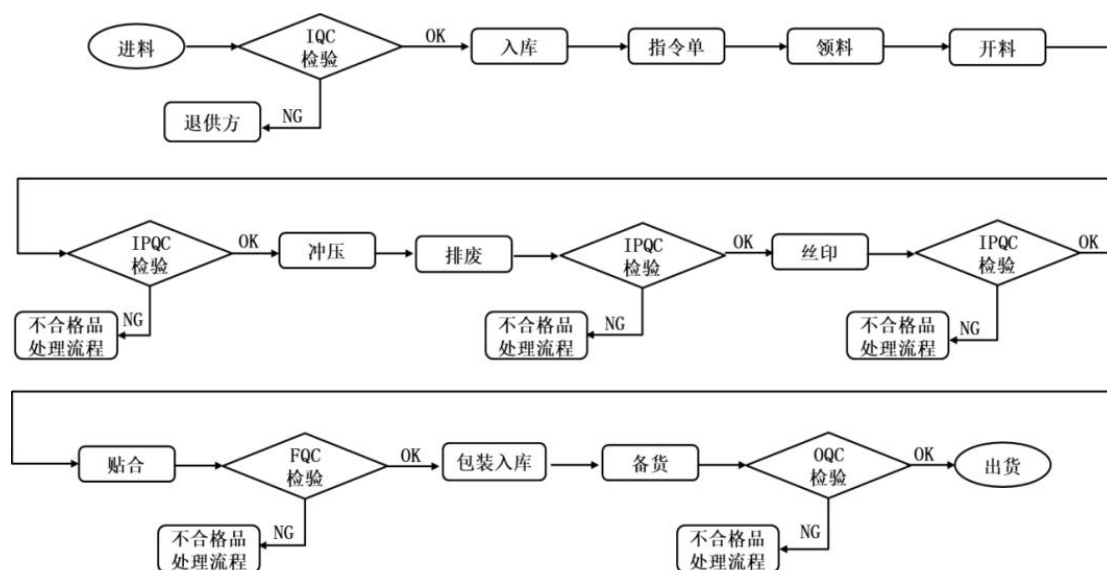 进料
IQC
检验
OK
入库
指令单
领料
开料
退供方
NG
IPQC
检验
OK
冲压
排废
IPQC
检验
OK
丝印
IPQC
检验
OK
不合格品
处理流程
NG
不合格品
处理流程
NG
不合格品
处理流程
NG
贴合
FQC
检验
OK
包装入库
备货
OQC
检验
OK
出货
不合格品
处理流程
NG
不合格品
处理流程
NG